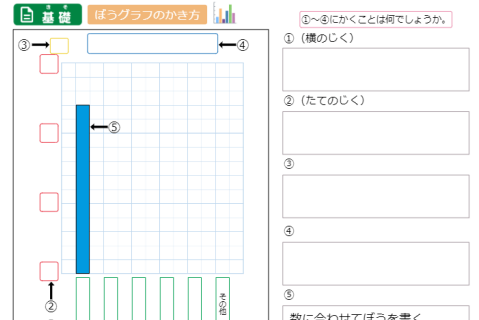 きそ
基礎
ぼうグラフのかき方
①～④にかくことは何でしょうか。
③
④
⑤
②
その他
①（横のじく）
②（たてのじく）
③
④
⑤
数に合わせてぼうを書く